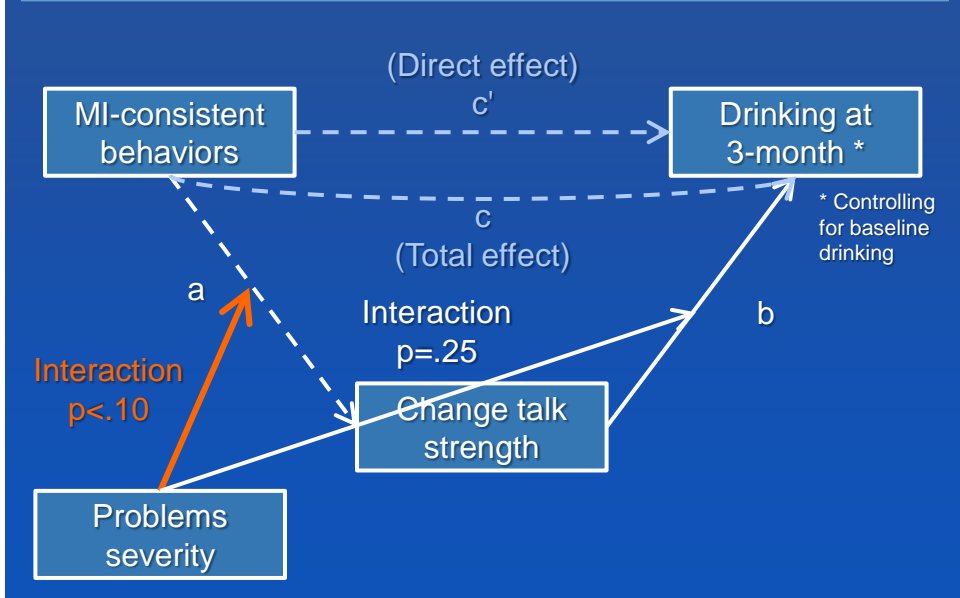 (Direct effect)
c'
MI-consistent
behaviors
Drinking at
3-month *
* Controlling
for baseline
drinking
c
(Total effect)
a
Interaction
p=.25
b
Interaction
p<.10
Change talk
strength
Problems
severity